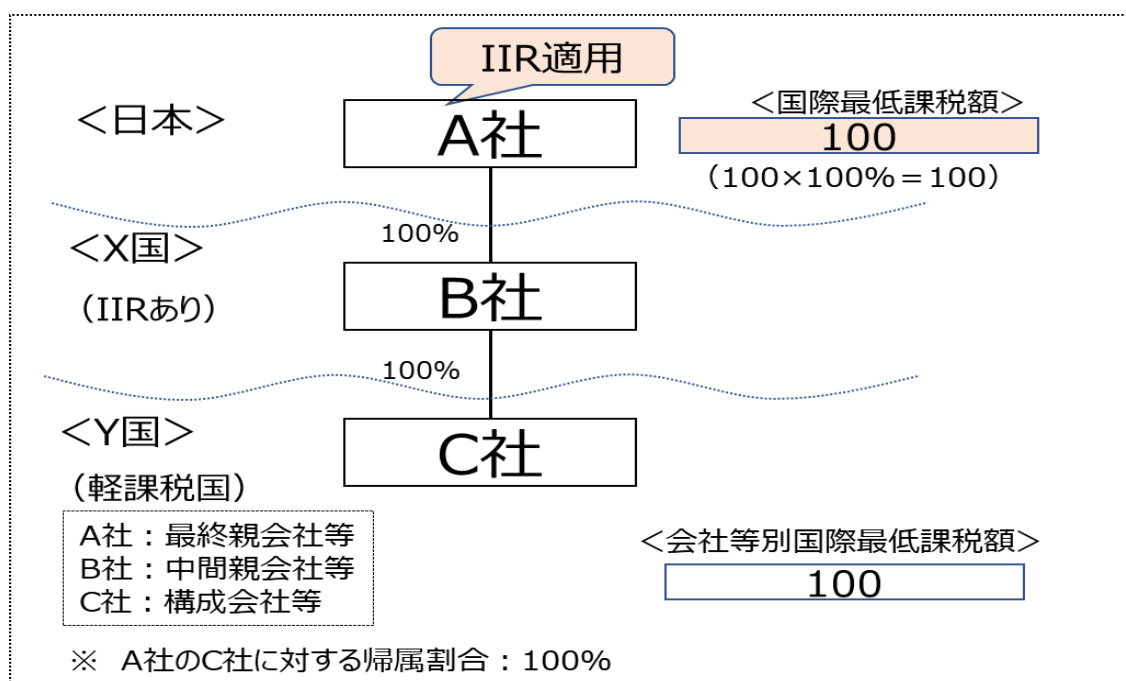 IIR適用
＜日本＞
A社
＜国際最低課税額＞
100
（100×100%＝100）
100%
＜X国＞
（IIRあり）
B社
100%
＜Y国＞
（軽課税国）
C社
A社：最終親会社等
B社：中間親会社等
C社：構成会社等
＜会社等別国際最低課税額＞
100
※　A社のC社に対する帰属割合：100%